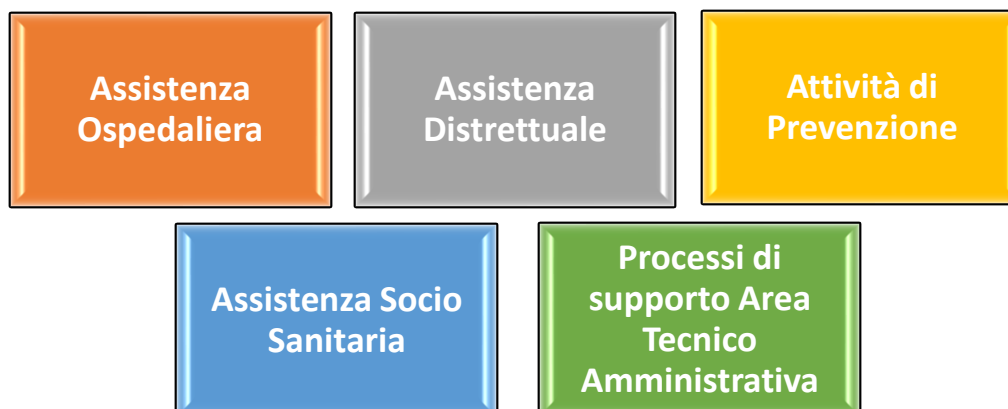 Assistenza
Ospedaliera
Assistenza
Distrettuale
Attività di
Prevenzione
Assistenza Socio
Sanitaria
Processi di
supporto Area
Tecnico
Amministrativa